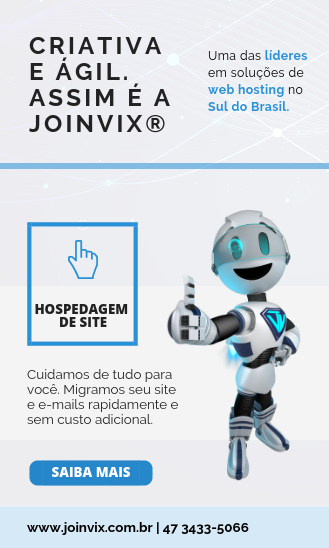 CRIATIVA
E ÁGIL.
ASSIM É A
JOINVIX®
Uma das líderes
em soluções de
web hosting no
Sul do Brasil.
HOSPEDAGEM
DE SITE
Cuidamos de tudo para
você. Migramos seu site
e e-mails rapidamente e
sem custo adicional.
SAIBA MAIS
www.joinvix.com.br | 47 3433-5066